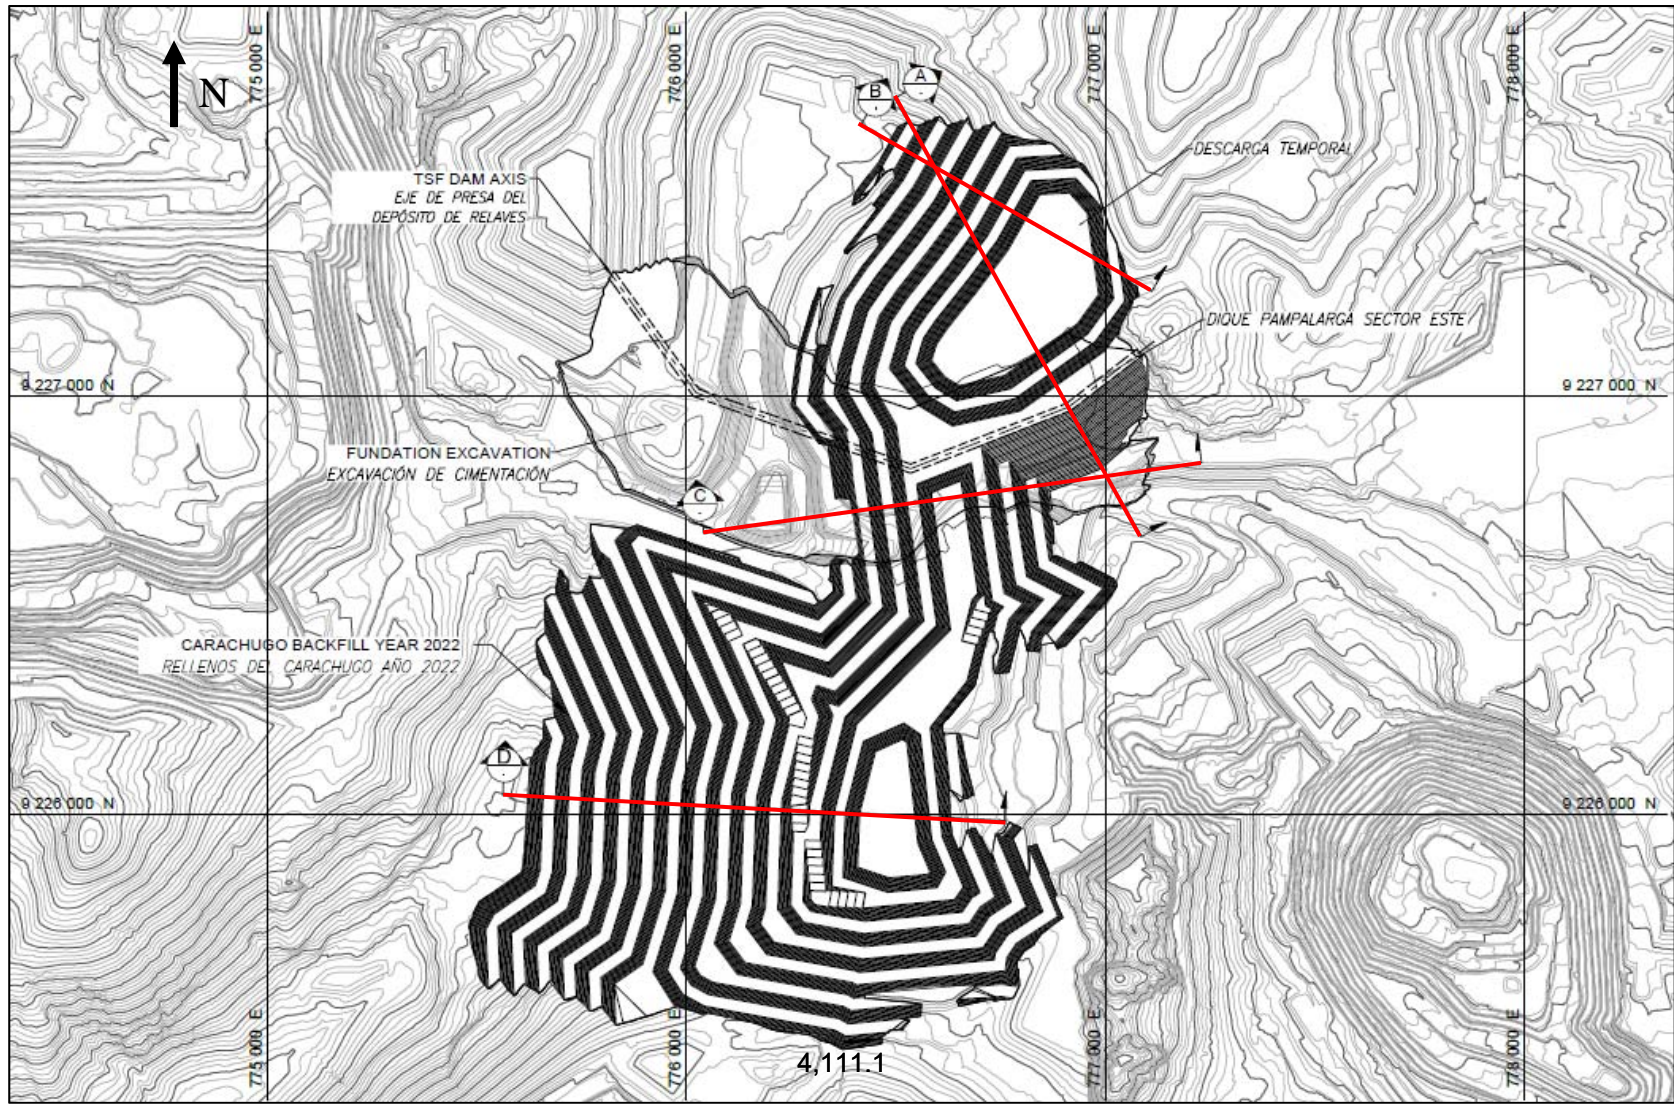 775 000 E
776 000 E
777 000 E
778 000 E
N
A
B
DESCARGA TEMPORAL
TSF DAM AXIS
EJE DE PRESA DEL
DEPÓSITO DE RELAVES
DIQUE PAMPALARGA SECTOR ESTE
9 227 000 N
9 227 000 N
FUNDATION EXCAVATION
EXCAVACIÓN DE CIMENTACIÓN
C
CARACHUGO BACKFILL YEAR 2022
RELLENOS DEL CARACHUGO AÑO 2022
D
9 226 000 N
9 226 000 N
775 000 E
776 000 E
777 000 E
778 000 E
4,111.1